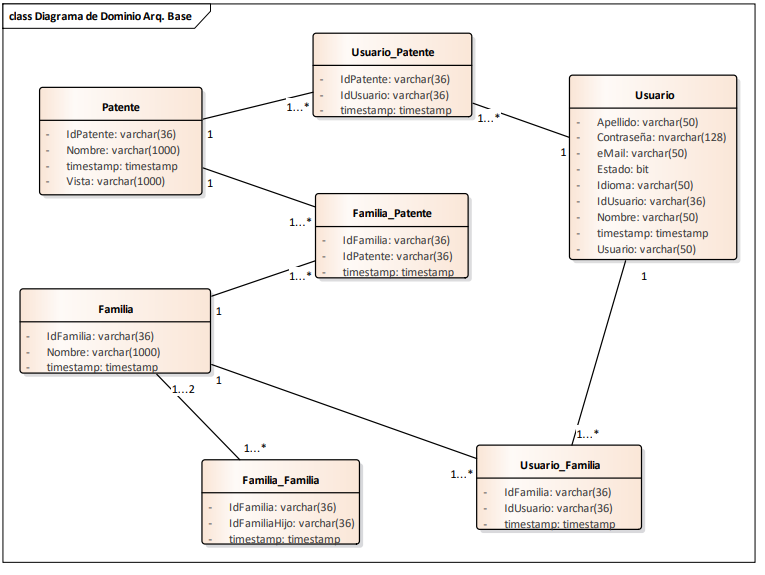 class Diagrama de Dominio Arq. Base
Usuario_Patente
- IdPatente: varchar(36)
- IdUsuario: varchar(36)
- timestamp: timestamp
Patente
- IdPatente: varchar(36)
- Nombre: varchar(1000)
- timestamp: timestamp
- Vista: varchar(1000)
Usuario
- Apellido: varchar(50)
- Contraseña: nvarchar(128)
- eMail: varchar(50)
- Estado: bit
- Idioma: varchar(50)
- IdUsuario: varchar(36)
- Nombre: varchar(50)
- timestamp: timestamp
- Usuario: varchar(50)
1...*
1
1...*
1
1
1...*
Familia_Patente
- IdFamilia: varchar(36)
- IdPatente: varchar(36)
- timestamp: timestamp
1...*
1
Familia
- IdFamilia: varchar(36)
- Nombre: varchar(1000)
- timestamp: timestamp
1
1...2
1
1...*
1...*
1...*
Familia_Familia
- IdFamilia: varchar(36)
- IdFamiliaHijo: varchar(36)
- timestamp: timestamp
Usuario_Familia
- IdFamilia: varchar(36)
- IdUsuario: varchar(36)
- timestamp: timestamp